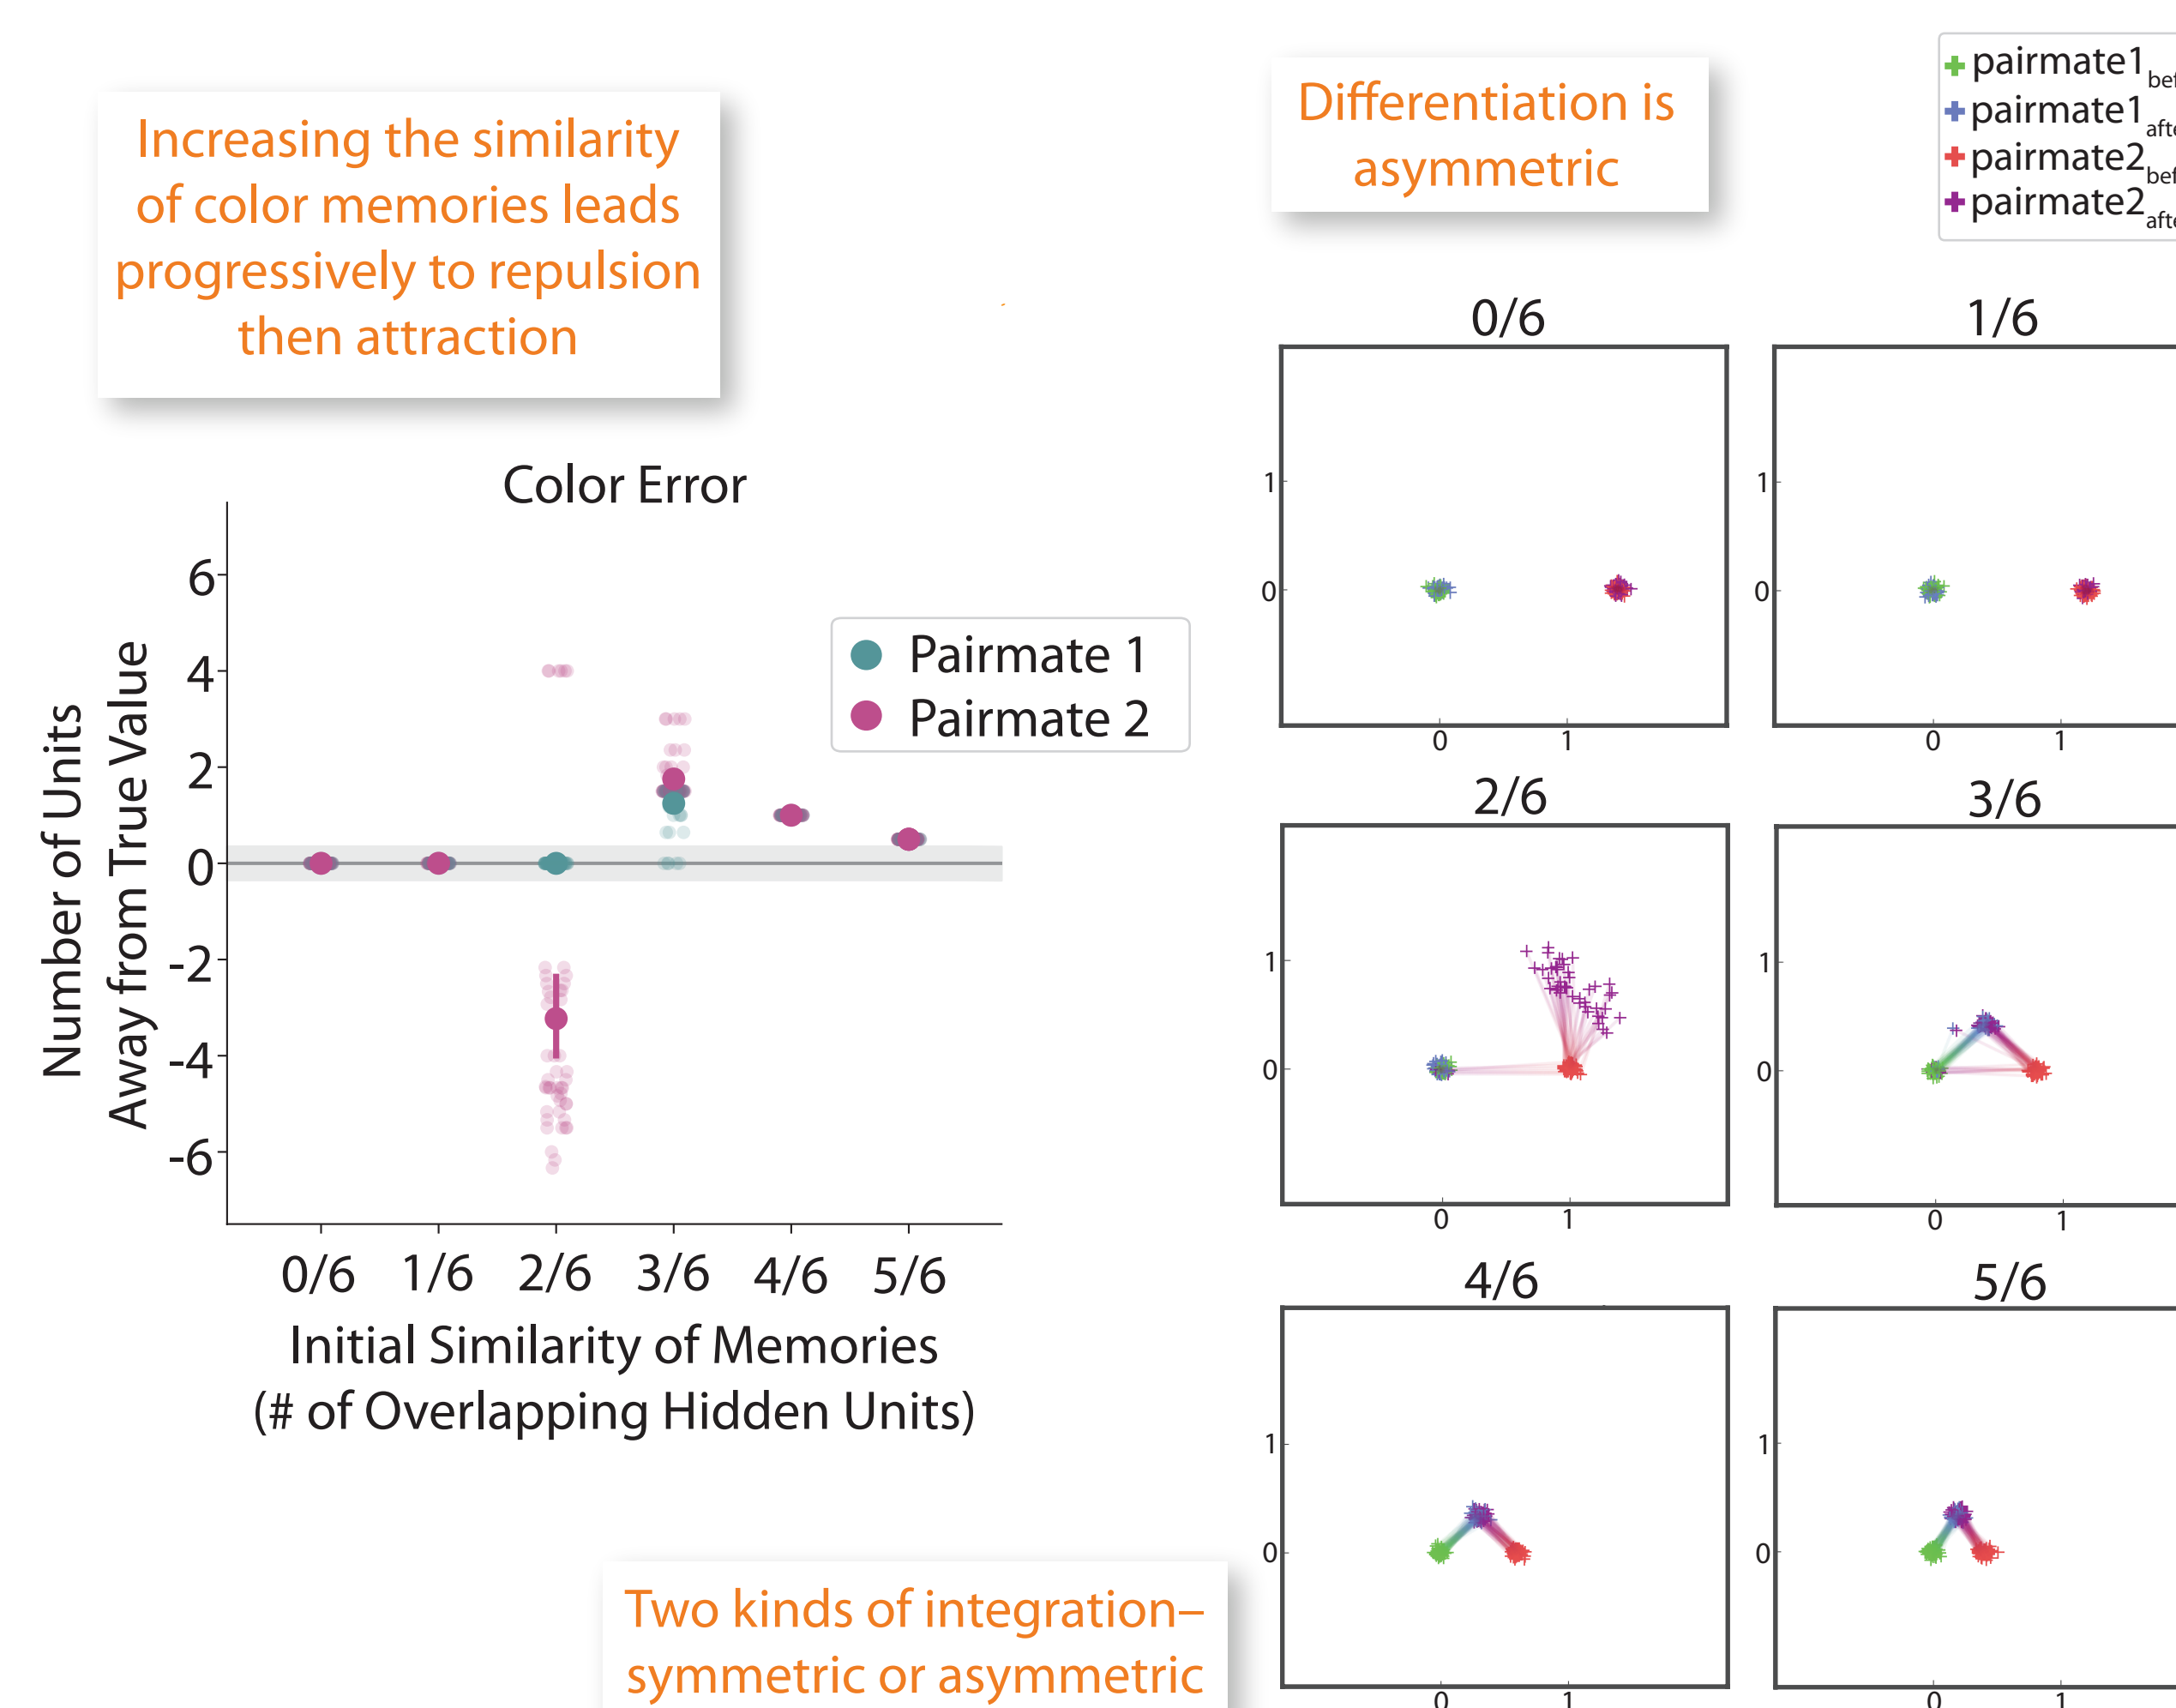 Increasing the similarity
of color memories leads
progressively to repulsion
then attraction
Color Error
Number of Units
Away from True Value
6
4
2
0
-2
-4
-6
Pairmate 1
Pairmate 2
0/6 1/6 2/6 3/6 4/6 5/6
Initial Similarity of Memories
(# of Overlapping Hidden Units)
Two kinds of integration–
symmetric or asymmetric
Differentiation is
asymmetric
pairmate1 bef
pairmate1 afte
pairmate2 bef
pairmate2 afte
0/6
1
0
0 1
1/6
1
0
0 1
2/6
1
0
0 1
3/6
1
0
0 1
4/6
1
0
0 1
5/6
1
0
0 1